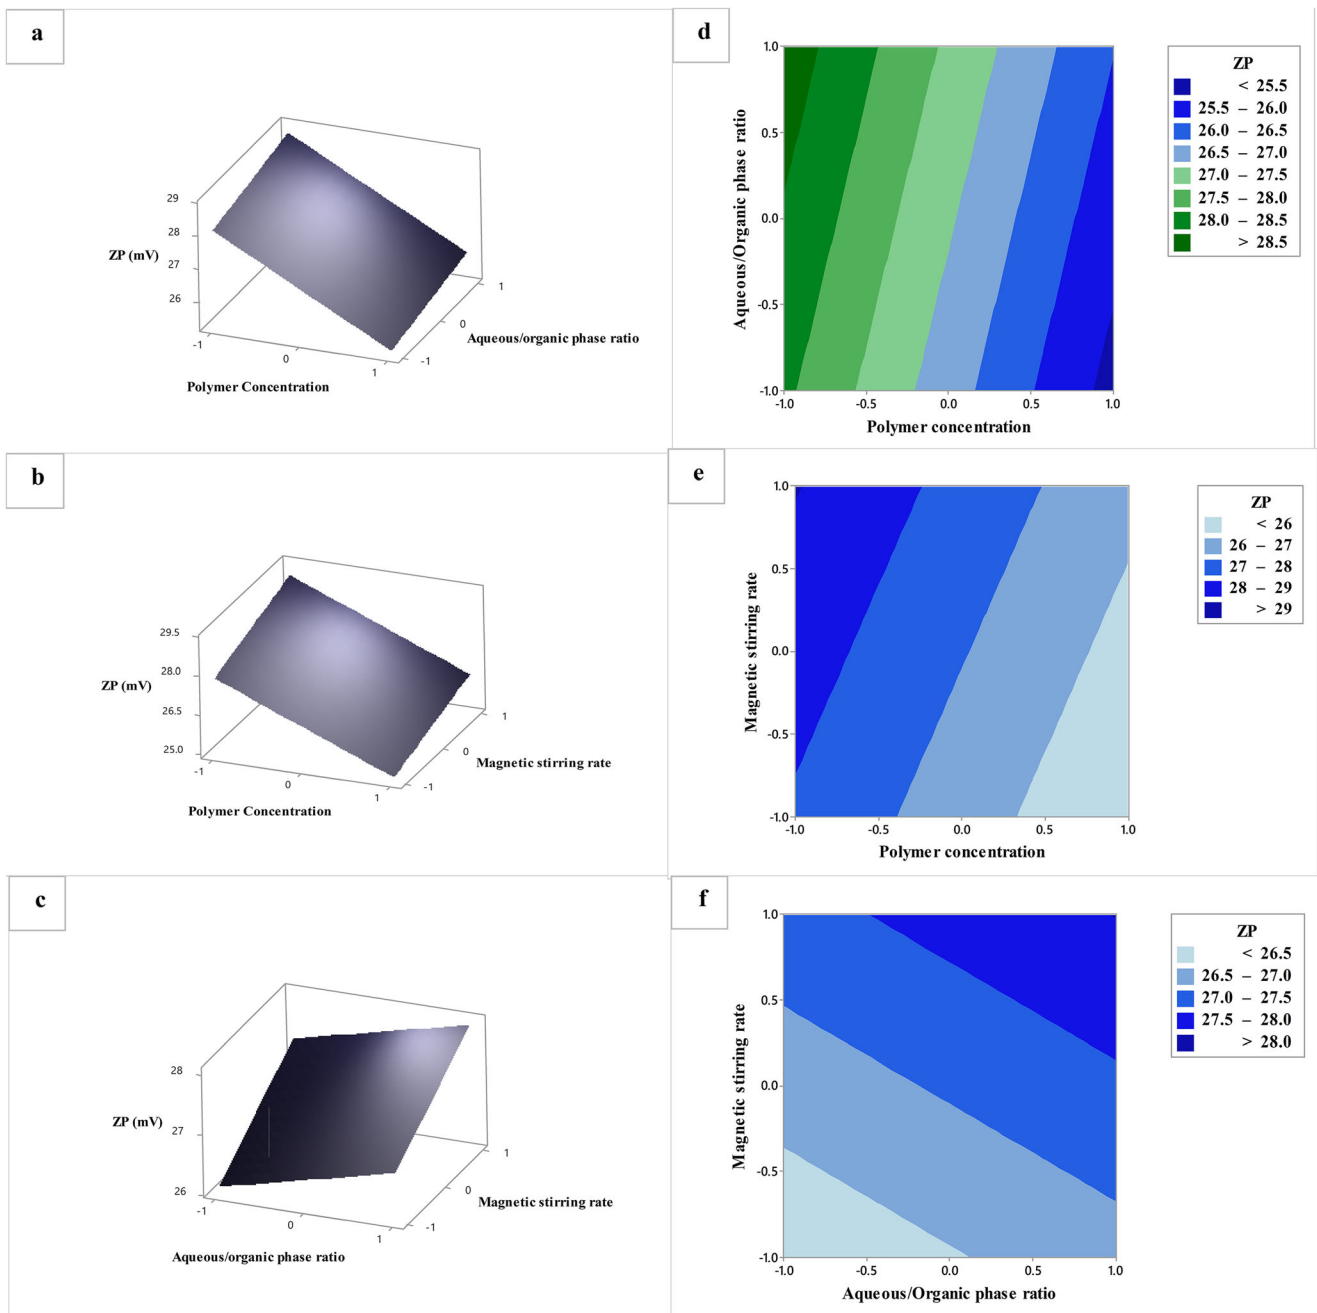 a
29
28
ZP (mV)
27
26
-1
0
1
-1
0
1
Aqueous/organic phase ratio
Polymer Concentration
d
1.0
0.5
0.0
-0.5
-1.0
-1.0
-0.5
0.0
0.5
1.0
Aqueous/Organic phase ratio
Polymer concentration
ZP
< 25.5
25.5 – 26.0
26.0 – 26.5
26.5 – 27.0
27.0 – 27.5
27.5 – 28.0
28.0 – 28.5
> 28.5
b
29.5
28.0
ZP (mV)
26.5
25.0
-1
0
1
-1
0
1
Magnetic stirring rate
Polymer Concentration
e
1.0
0.5
0.0
-0.5
-1.0
-1.0
-0.5
0.0
0.5
1.0
Magnetic stirring rate
Polymer concentration
ZP
< 26
26 – 27
27 – 28
28 – 29
> 29
c
28
ZP (mV)
27
26
-1
0
1
-1
0
1
Magnetic stirring rate
Aqueous/organic phase ratio
f
1.0
0.5
0.0
-0.5
-1.0
-1.0
-0.5
0.0
0.5
1.0
Magnetic stirring rate
Aqueous/Organic phase ratio
ZP
< 26.5
26.5 – 27.0
27.0 – 27.5
27.5 – 28.0
> 28.0